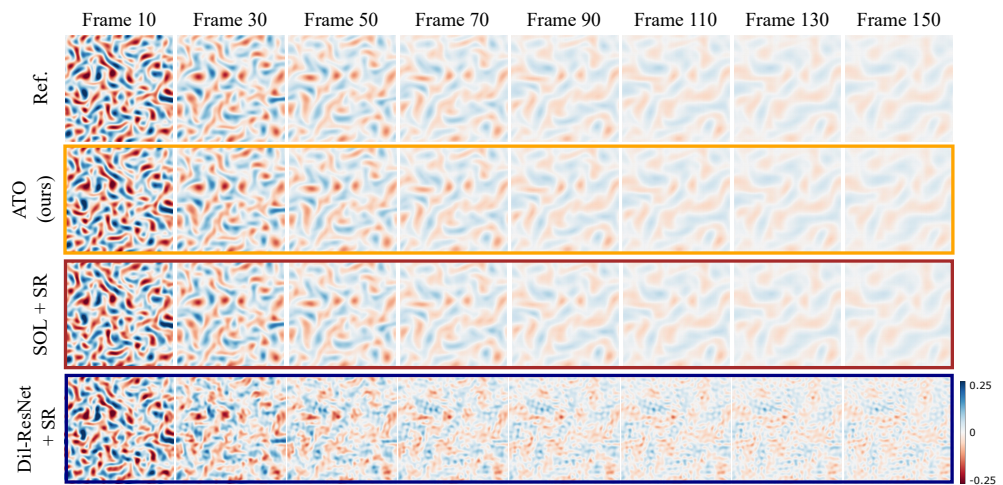 Frame 10 Frame 30 Frame 50 Frame 70 Frame 90 Frame 110 Frame 130 Frame 150
Ref.
ATO
(ours)
SOL + SR
Dil-ResNet
+ SR
0.25
0
-0.25